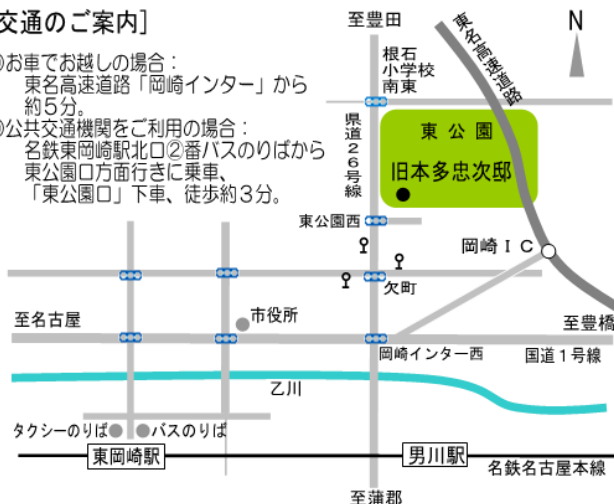 交通のご案内]
お車でお越しの場合：
東名高速道路「岡崎インター」から
約5分。
公共交通機関をご利用の場合：
名鉄東岡崎駅北口②番バスのりばから
東公園口方面行きに乗車、
「東公園口」下車、徒歩約3分。
至豊田
東名高速道路
N
根石
小学校
南東
県道26号線
東公園
旧本多忠次邸
東公園西
岡崎IC
欠町
至名古屋
市役所
至豊橋
岡崎インター西
国道1号線
乙川
タクシーのりば
バスのりば
東岡崎駅
男川駅
名鉄名古屋本線
至蒲郡